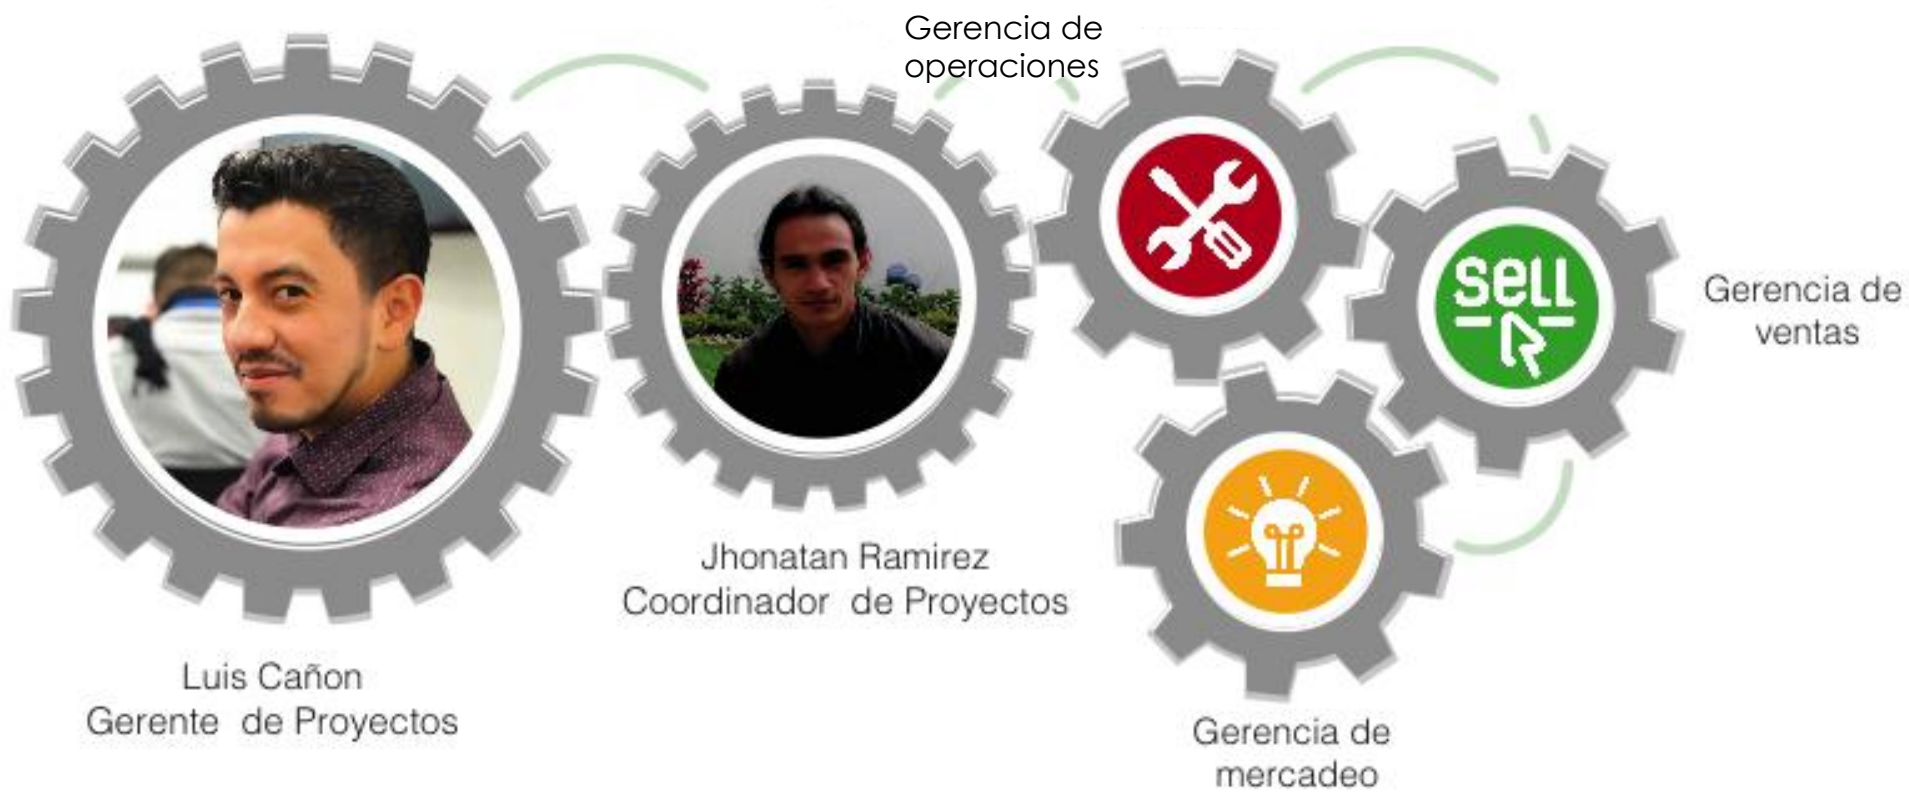 Gerencia de
operaciones
sell
Gerencia de
ventas
Jhonatan Ramirez
Coordinador de Proyectos
Luis Cañon
Gerente de Proyectos
Gerencia de
mercadeo